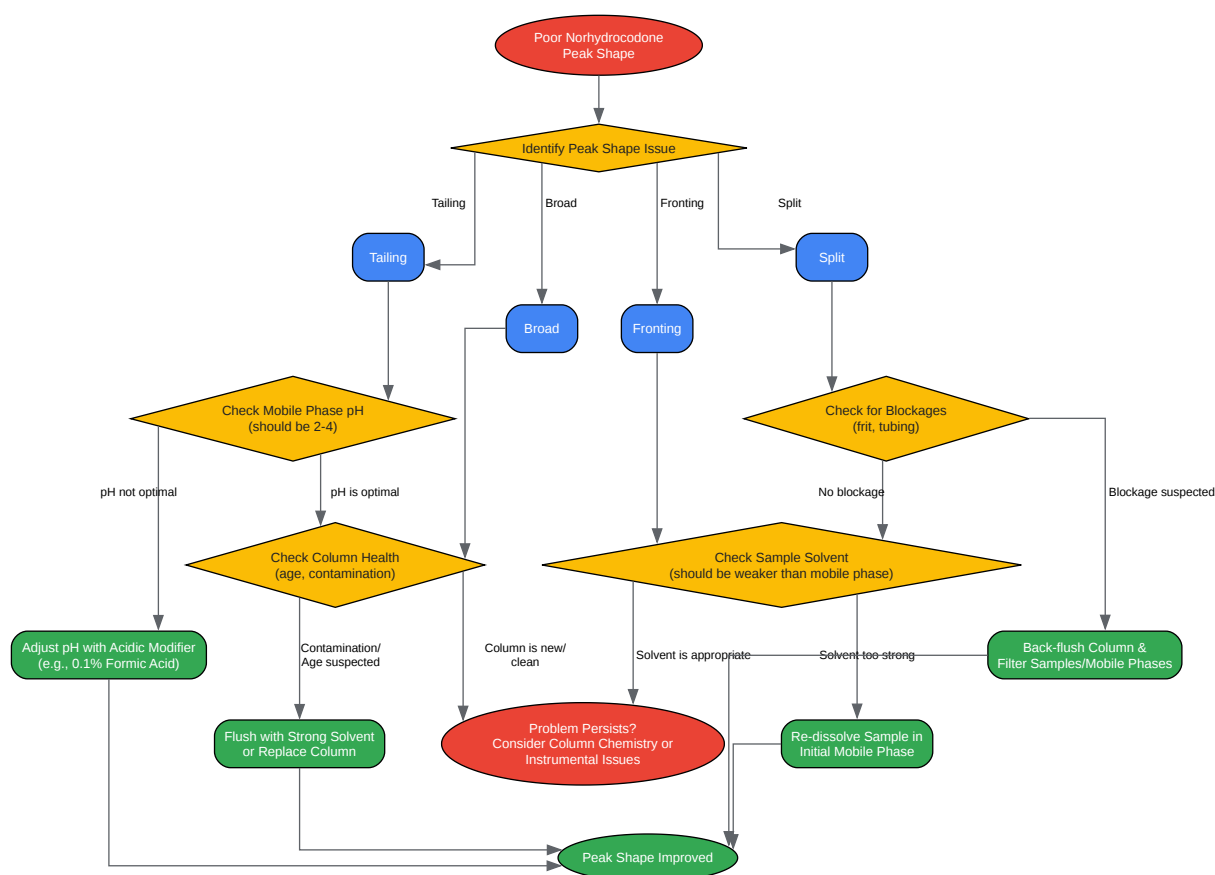 Poor Norhydrocodone
Peak Shape
Identify Peak Shape Issue
Tailing
Broad
Fronting
Split
Tailing
Split
Broad
Fronting
Check Mobile Phase pH
(should be 2-4)
Check for Blockages
(frit, tubing)
pH not optimal
pH is optimal
No blockage
Blockage suspected
Check Column Health
(age, contamination)
Check Sample Solvent
(should be weaker than mobile phase)
Adjust pH with Acidic Modifier
(e.g., 0.1% Formic Acid)
Contamination/
Age suspected
Column is new/
clean
Solvent is appropriate
Solvent too strong
Back-flush Column &
Filter Samples/Mobile Phases
Flush with Strong Solvent
or Replace Column
Problem Persists?
Consider Column Chemistry or
Instrumental Issues
Re-dissolve Sample in
Initial Mobile Phase
Peak Shape Improved